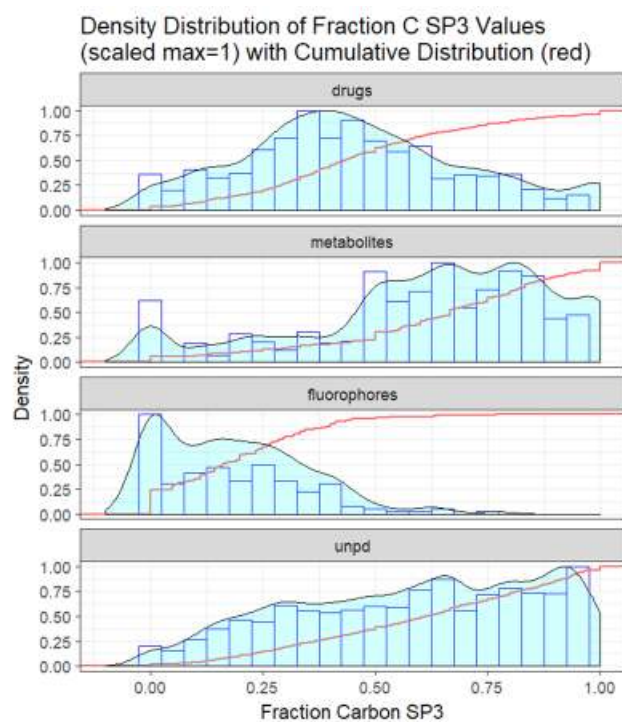 Density Distribution of Fraction C SP3 Values
(scaled max=1) with Cumulative Distribution (red)
drugs
1.00
0.75
0.50
0.25
0.00
metabolites
1.00
0.75
0.50
0.25
0.00
Density
fluorophores
1.00
0.75
0.50
0.25
0.00
unpd
1.00
0.75
0.50
0.25
0.00
0.00 0.25 0.50 0.75 1.00
Fraction Carbon SP3